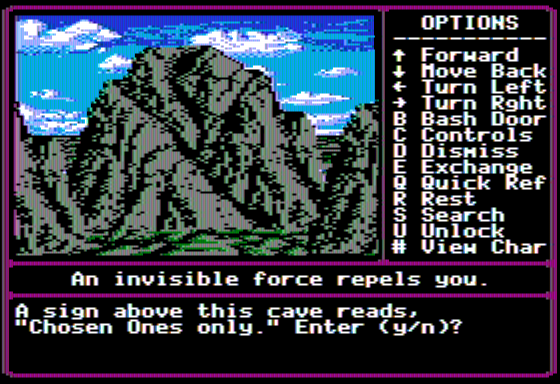 OPTIONS
------------
↑ Forward
↓ Move Back
← Turn Left
→ Turn Rght
B Bash Door
C Controls
D Dismiss
E Exchange
Q Quick Ref
R Rest
S Search
U Unlock
# View Char
An invisible force repels you.
A sign above this cave reads,
"Chosen Ones only." Enter (y/n)?